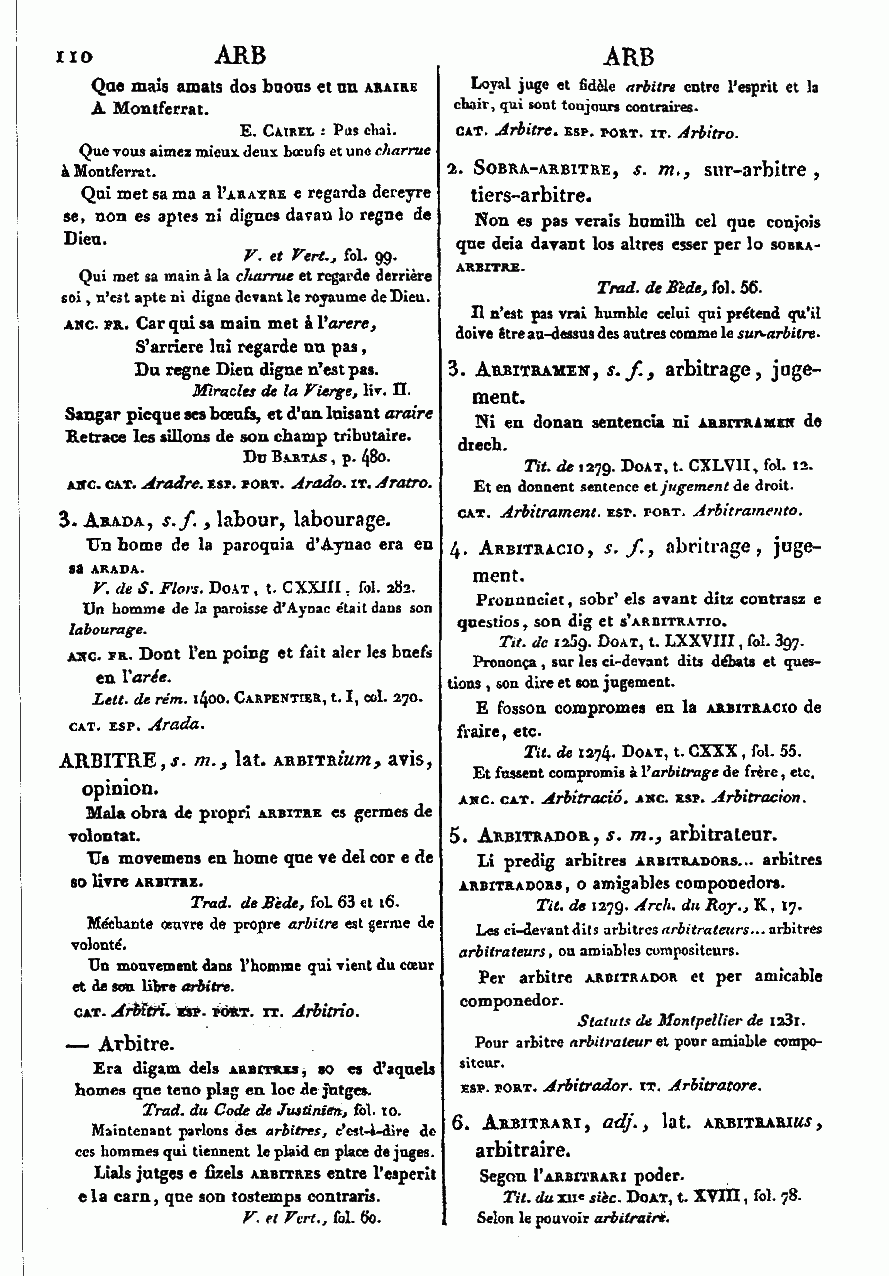 110 ARB ARB
Que mais amats dos buous et un ARAIRE
A Montferrat.
E. CAIREL : Pus chai.
Que vous aimez mieux deux bœufs et une charrue
à Montferrat.
Qui met sa ma a l'ARAYRE e regarda dereyre
se, non es aptes ni dignes davan lo regne de
Dieu.
V. et Vert., fol. 99.
Qui met sa main à la charrue et regarde derrière
soi, n'est apte ni digne devant le royaume de Dieu.
ANC. FR. Car qui sa main met à l'arere,
S'arriere lui regarde un pas,
Du regne Dieu digne n'est pas.
Miracles de la Vierge, liv. II.
Sangar picque ses bœufs, et d'un luisant araire
Retrace les sillons de son champ tributaire.
DU BARTAS, p. 480.
ANC. CAT. Aradre. ESP. PORT. Arado. IT. Aratro.
3. ARADA, s. f., labour, labourage.
Un home de la paroquia d'Aynac era en
sa ARADA.
V. de S. Flors. DOAT, t. CXXIII, fol. 282.
Un homme de la paroisse d'Aynac était dans son
labourage.
ANC. FR. Dont l'en poing et fait aler les buefs
en l'arée.
Lett. de rém. 1400. CARPENTIER, t. I, col. 270.
CAT. ESP. Arada.
ARBITRE, s. m., lat. ARBITRium, avis,
opinion.
Mala obra de propri ARBITRE es germes de
volontat.
Us movemens en home que ve del cor e de
so livre ARBITRE.
Trad. de Bède, fol. 63 et 16.
Méchante œuvre de propre arbitre est germe de
volonté.
Un mouvement dans l'homme qui vient du cœur
et de son libre arbitre.
CAT. Arbitri. ESP. PORT. IT. Arbitrio.
— Arbitre.
Era digam dels ARBITRES, so es d'aquels
homes que teno plag en loc de jutges.
Trad. du Code de Justinien, fol. 10.
Maintenant parlons des arbitres, c'est-à-dire de
ces hommes qui tiennent le plaid en place de juges.
Lials jutges e fizels ARBITRES entre l'esperit
e la carn, que son tostemps contraris.
V. et Vert., fol. 60.
Loyal juge et fidèle arbitre entre l'esprit et la
chair, qui sont toujours contraires.
CAT. Arbitre. ESP. PORT. IT. Arbitro.
2. SOBRA-ARBITRE, s. m., sur-arbitre,
tiers-arbitre.
Non es pas verais humilh cel que conjois
que deia davant los altres esser per lo SOBRA-
ARBITRE.
Trad. de Bède, fol. 56.
Il n'est pas vrai humble celui qui prétend qu'il
doive être au-dessus des autres comme le sur-arbitre.
3. ARBITRAMEN, s. f., arbitrage, juge-
ment.
Ni en donan sentencia ni ARBITRAMEN de
drech.
Tit. de 1279. DOAT, t. CXLVII, fol. 12.
Et en donnent sentence et jugement de droit.
CAT. Arbitrament. ESP. PORT. Arbitramento.
4. ARBITRACIO, s. f., abritrage, juge-
ment.
Pronunciet, sobr' els avant ditz contrasz e
questios, son dig et s'ARBITRATIO.
Tit. de 1259. DOAT, t. LXXVIII, fol. 397.
Prononça, sur les ci-devant dits débats et ques-
tions, son dire et son jugement.
E fosson compromes en la ARBITRACIO de
fraire, etc.
Tit. de 1274. DOAT, t. CXXX, fol. 55.
Et fussent compromis à l'arbitrage de frère, etc.
ANC. CAT. Arbitració. ANC. ESP. Arbitracion.
5. ARBITRADOR, s. m., arbitrateur.
Li predig arbitres ARBITRADORS... arbitres
ARBITRADORS, o amigables componedors.
Tit. de 1279. Arch. du Roy., K, 17.
Les ci-devant dits arbitres arbitrateurs... arbitres
arbitrateurs, ou amiables compositeurs.
Per arbitre ARBITRADOR et per amicable
componedor.
Statuts de Montpellier de 1231.
Pour arbitre arbitrateur et pour amiable compo-
siteur.
ESP. PORT. Arbitrador. IT. Arbitratore.
6. ARBITRARI, adj., lat. ARBITRARIus,
arbitraire.
Segon l'ARBITRARI poder.
Tit. du XIIe sièc. DOAT, t. XVIII, fol. 78.
Selon le pouvoir arbitraire.